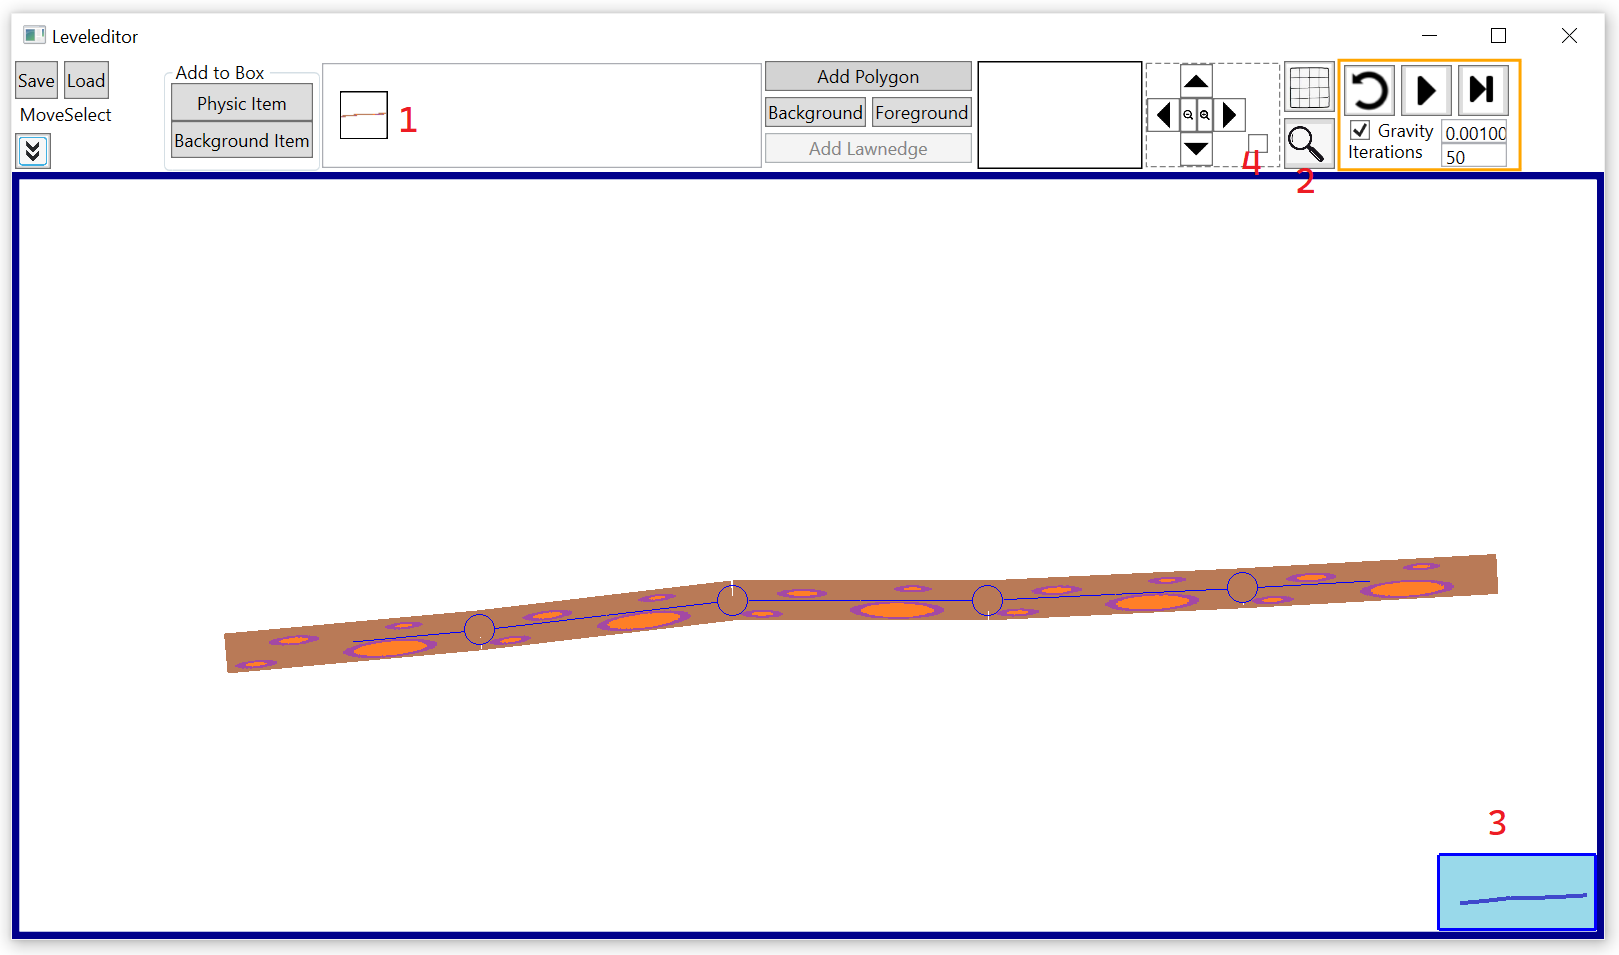 Leveleditor
Save Load
MoveSelect
Add to Box
Physic Item
Background Item
1
Add Polygon
Background Foreground
Add Lawnedge
4
2
Gravity 0.00100
Iterations 50
3